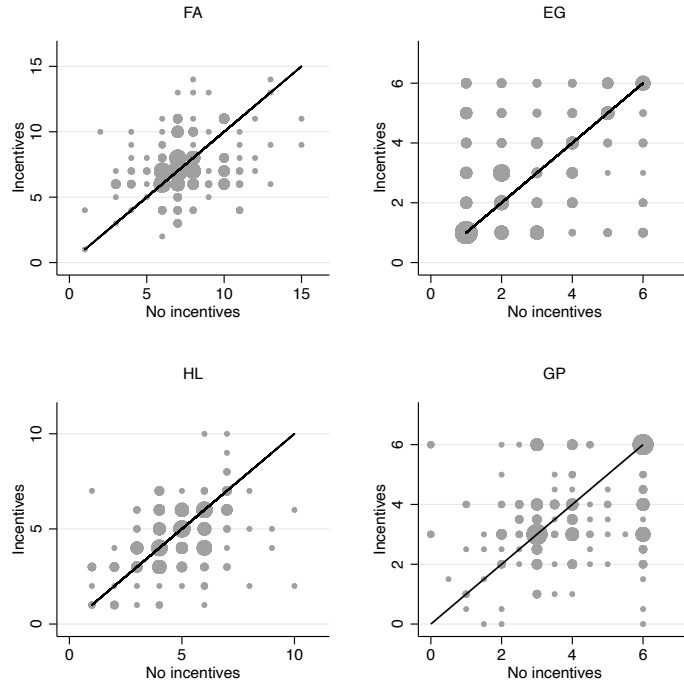 FA
Incentives
15
10
5
0
0 5 10 15
No incentives
EG
Incentives
6
4
2
0
0 2 4 6
No incentives
HL
Incentives
10
5
0
0 5 10
No incentives
GP
Incentives
6
4
2
0
0 2 4 6
No incentives